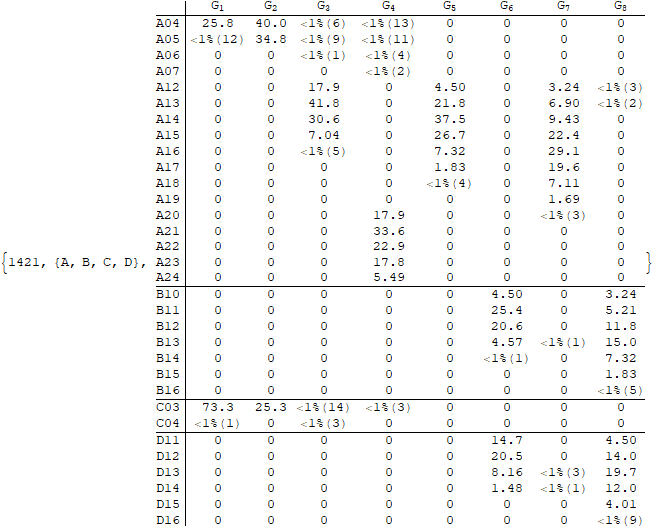 G1 G2 G3 G4 G5 G6 G7 G8
A04 25.8 40.0 <1%(6) <1%(13) 0 0 0 0
A05 <1%(12) 34.8 <1%(9) <1%(11) 0 0 0 0
A06 0 0 <1%(1) <1%(4) 0 0 0 0
A07 0 0 0 <1%(2) 0 0 0 0
A12 0 0 17.9 0 4.50 0 3.24 <1%(3)
A13 0 0 41.8 0 21.8 0 6.90 <1%(2)
A14 0 0 30.6 0 37.5 0 9.43 0
A15 0 0 7.04 0 26.7 0 22.4 0
A16 0 0 <1%(5) 0 7.32 0 29.1 0
A17 0 0 0 0 1.83 0 19.6 0
A18 0 0 0 0 <1%(4) 0 7.11 0
A19 0 0 0 0 0 0 1.69 0
A20 0 0 0 17.9 0 0 <1%(3) 0
A21 0 0 0 33.6 0 0 0 0
A22 0 0 0 22.9 0 0 0 0
{1421, {A, B, C, D}, A23 0 0 0 17.8 0 0 0 0 }
A24 0 0 0 5.49 0 0 0 0
B10 0 0 0 0 0 4.50 0 3.24
B11 0 0 0 0 0 25.4 0 5.21
B12 0 0 0 0 0 20.6 0 11.8
B13 0 0 0 0 0 4.57 <1%(1) 15.0
B14 0 0 0 0 0 <1%(1) 0 7.32
B15 0 0 0 0 0 0 0 1.83
B16 0 0 0 0 0 0 0 <1%(5)
C03 73.3 25.3 <1%(14) <1%(3) 0 0 0 0
C04 <1%(1) 0 <1%(3) 0 0 0 0 0
D11 0 0 0 0 0 14.7 0 4.50
D12 0 0 0 0 0 20.5 0 14.0
D13 0 0 0 0 0 8.16 <1%(3) 19.7
D14 0 0 0 0 0 1.48 <1%(1) 12.0
D15 0 0 0 0 0 0 0 4.01
D16 0 0 0 0 0 0 0 <1%(9)